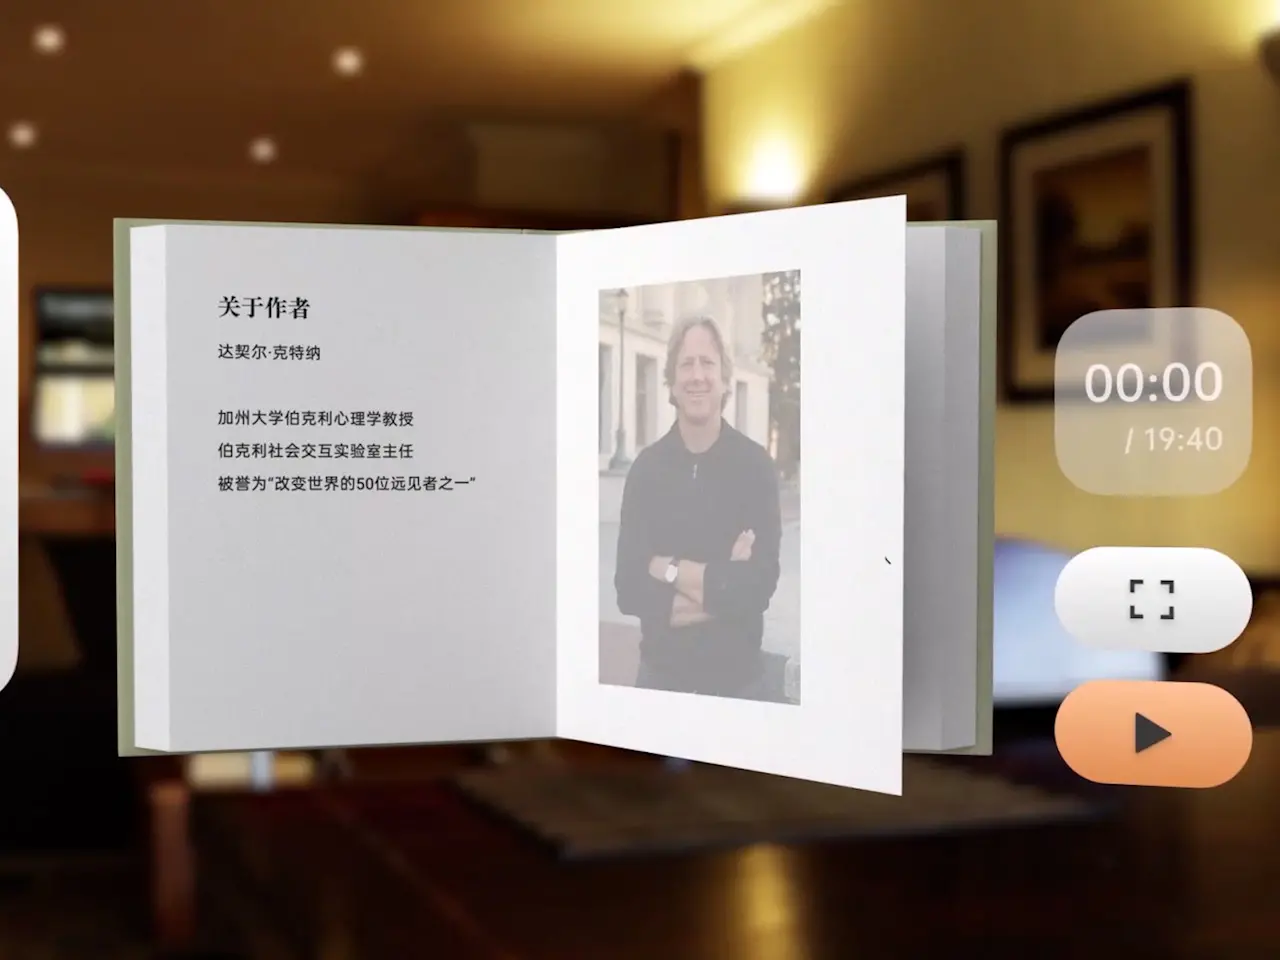 关于作者
达契尔·克特纳
加州大学伯克利心理学教授
伯克利社会交互实验室主任
被誉为“改变世界的50位远见者之一”
00:00
/ 19:40